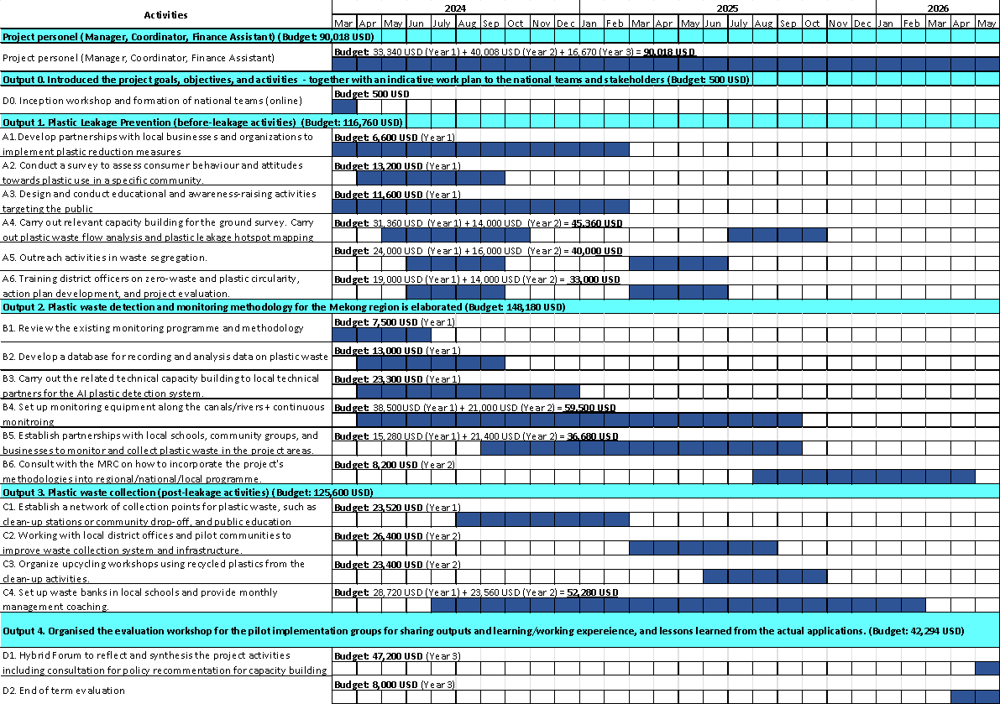 Activities
2024 2025 2026
Mar Apr May Jun July Aug Sep Oct Nov Dec Jan Feb Mar Apr May Jun July Aug Sep Oct Nov Dec Jan Feb Mar Apr May
Project personel (Manager, Coordinator, Finance Assistant) (Budget: 90,018 USD)
Project personel (Manager, Coordinator, Finance Assistant)
Budget: 33,340 USD (Year 1) + 40,008 USD (Year 2) + 16,670 (Year 3) = 90,018 USD
Output 0. Introduced the project goals, objectives, and activities - together with an indicative work plan to the national teams and stakeholders (Budget: 500 USD)
D0. Inception workshop and formation of national teams (online)
Budget: 500 USD
Output 1. Plastic Leakage Prevention (before-leakage activities) (Budget: 116,760 USD)
A1.Develop partnerships with local businesses and organizations to
implement plastic reduction measures
Budget: 6,600 USD (Year 1)
A2. Conduct a survey to assess consumer behaviour and attitudes
towards plastic use in a specific community.
Budget: 13,200 USD (Year 1)
A3. Design and conduct educational and awareness-raising activities
targeting the public
Budget: 11,600 USD (Year 1)
A4. Carry out relevant capacity building for the ground survey. Carry
out plastic waste flow analysis and plastic leakage hotspot mapping
Budget: 31,360 USD (Year 1) + 14,000 USD (Year 2) = 45,360 USD
A5. Outreach activities in waste segregation.
Budget: 24,000 USD (Year 1) + 16,000 USD (Year 2) = 40,000 USD
A6. Training district officers on zero-waste and plastic circularity,
action plan development, and project evaluation.
Budget: 19,000 USD (Year 1) + 14,000 USD (Year 2) = 33,000 USD
Output 2. Plastic waste detection and monitoring methodology for the Mekong region is elaborated (Budget: 148,180 USD)
B1. Review the existing monitoring programme and methodology
Budget: 7,500 USD (Year 1)
B2. Develop a database for recording and analysis data on plastic waste
Budget: 13,000 USD (Year 1)
B3. Carry out the related technical capacity building to local technical
partners for the AI plastic detection system.
Budget: 23,300 USD (Year 1)
B4. Set up monitoring equipment along the canals/rivers+ continuous
monitroing
Budget: 38,500USD (Year 1) + 21,000 USD (Year 2) = 59,500 USD
B5. Establish partnerships with local schools, community groups, and
businesses to monitor and collect plastic waste in the project areas.
Budget: 15,280 USD (Year 1) + 21,400 USD (Year 2) = 36,680 USD
B6. Consult with the MRC on how to incorporate the project's
methodologies into regional/national/local programme.
Budget: 8,200 USD (Year 2)
Output 3. Plastic waste collection (post-leakage activities) (Budget: 125,600 USD)
C1. Establish a network of collection points for plastic waste, such as
clean-up stations or community drop-off, and public education
Budget: 23,520 USD (Year 1)
C2. Working with local district offices and pilot communities to
improve waste collection system and infrastructure.
Budget: 26,400 USD (Year 2)
C3. Organize upcycling workshops using recycled plastics from the
clean-up activities.
Budget: 23,400 USD (Year 2)
C4. Set up waste banks in local schools and provide monthly
management coaching.
Budget: 28,720 USD (Year 1) + 23,560 USD (Year 2) = 52,280 USD
Output 4. Organised the evaluation workshop for the pilot implementation groups for sharing outputs and learning/working expereience, and lessons learned from the actual applications. (Budget: 42,294 USD)
D1. Hybrid Forum to reflect and synthesis the project activities
including consultation for policy recommentation for capacity building
Budget: 47,200 USD (Year 3)
D2. End of term evaluation
Budget: 8,000 USD (Year 3)